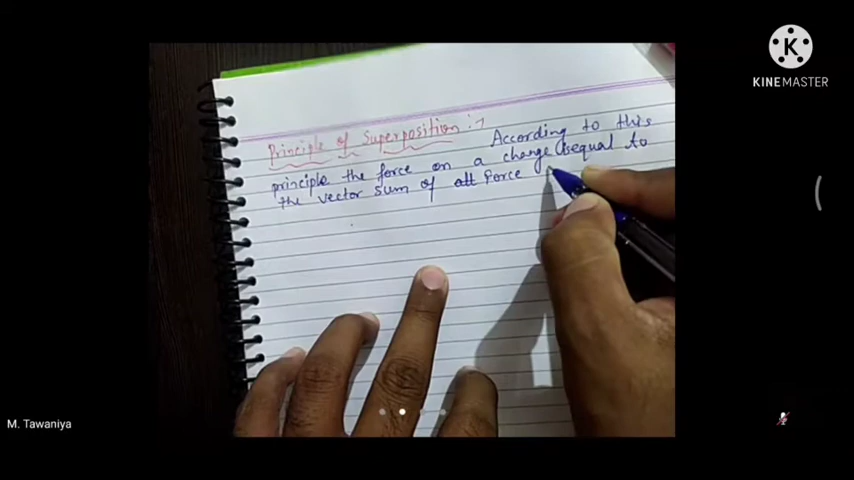 Principle of Superposition :-
According to this
principle the force on a charge is equal to
the vector sum of all Force
KINEMASTER
M. Tawaniya